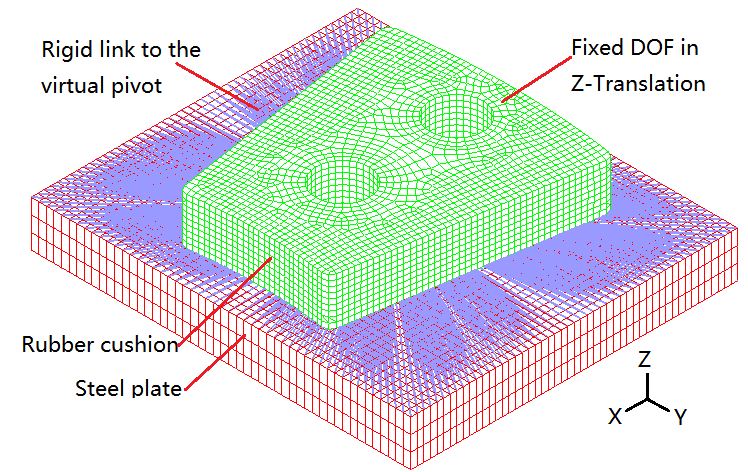 Rigid link to the
virtual pivot
Fixed DOF in
Z-Translation
Rubber cushion
Steel plate
Z
X
Y